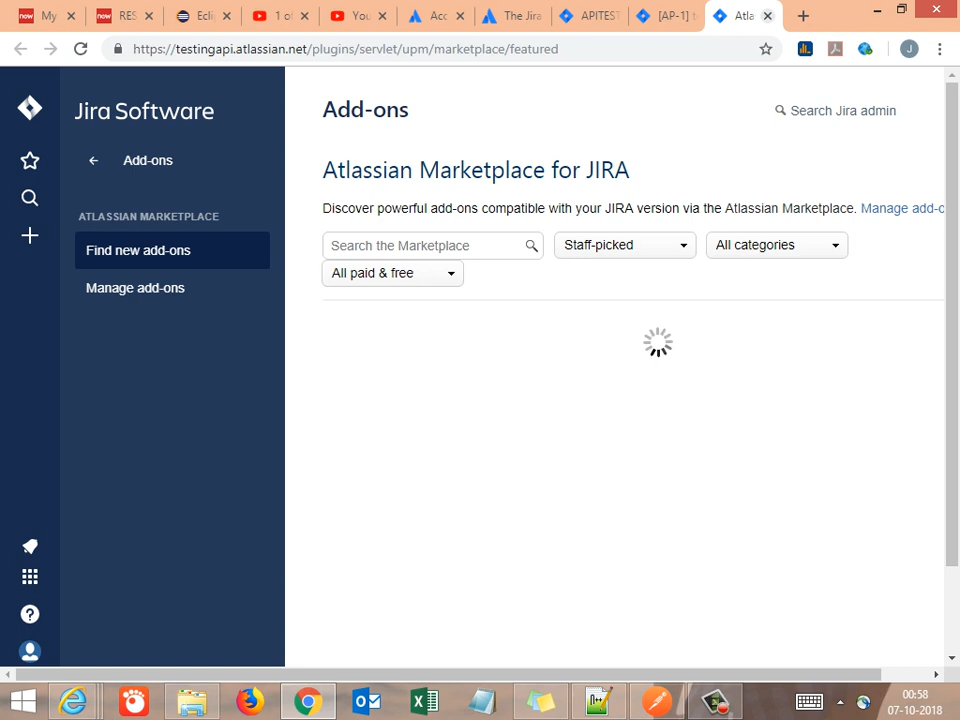 My
RES
Ecli
1 of
You
Acc
The Jira
APITEST
[AP-1] t
Atla
https://testingapi.atlassian.net/plugins/servlet/upm/marketplace/featured
J
Jira Software
Add-ons
ATLASSIAN MARKETPLACE
Find new add-ons
Manage add-ons
Add-ons
Search Jira admin
Atlassian Marketplace for JIRA
Discover powerful add-ons compatible with your JIRA version via the Atlassian Marketplace. Manage add-o
Search the Marketplace
Staff-picked
All categories
All paid & free
00:58
07-10-2018